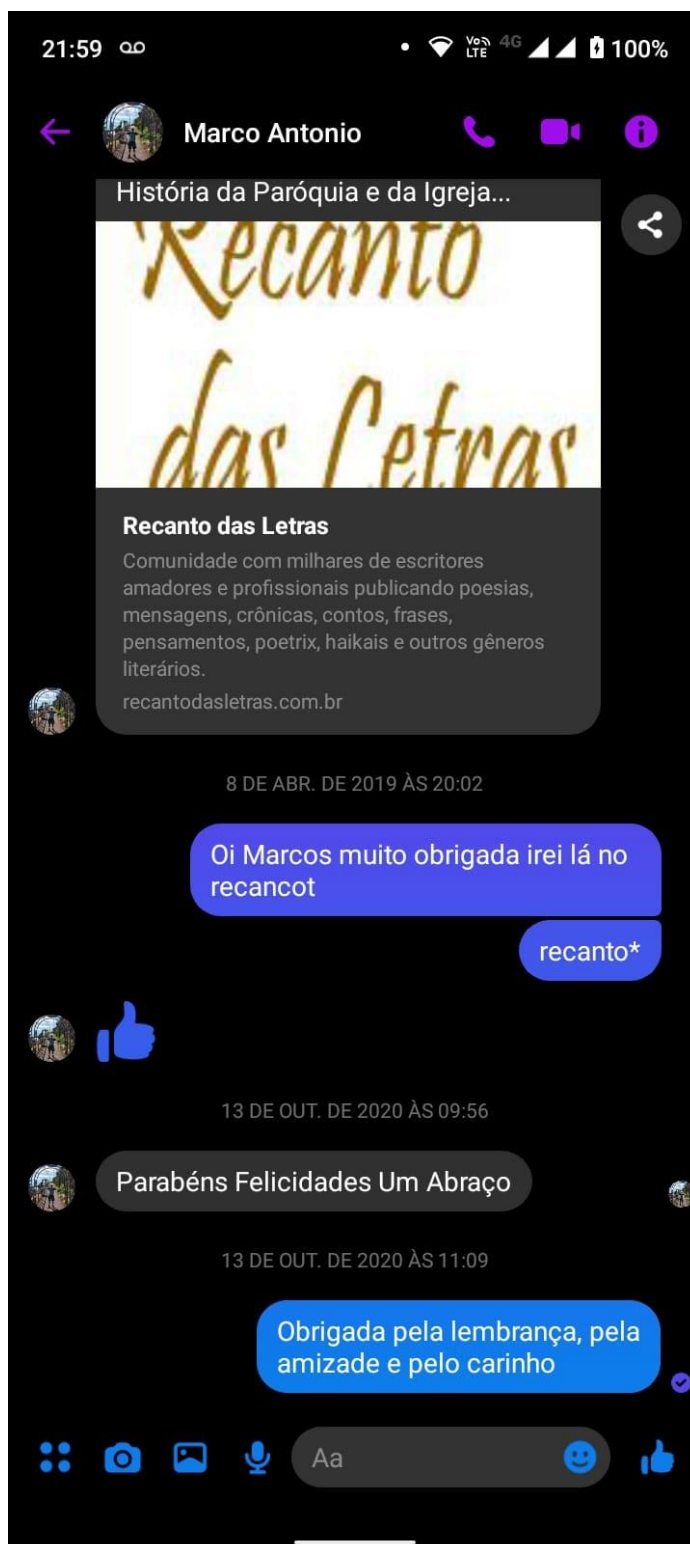 21:59
Vo
LTE
4G
100%
Marco Antonio
História da Paróquia e da Igreja...
Recanto
das Letras
Recanto das Letras
Comunidade com milhares de escritores
amadores e profissionais publicando poesias,
mensagens, crônicas, contos, frases,
pensamentos, poetrix, haikais e outros gêneros
literários.
recantodasletras.com.br
8 DE ABR. DE 2019 ÀS 20:02
Oi Marcos muito obrigada irei lá no
recancot
recanto*
13 DE OUT. DE 2020 ÀS 09:56
Parabéns Felicidades Um Abraço
13 DE OUT. DE 2020 ÀS 11:09
Obrigada pela lembrança, pela
amizade e pelo carinho
Aa